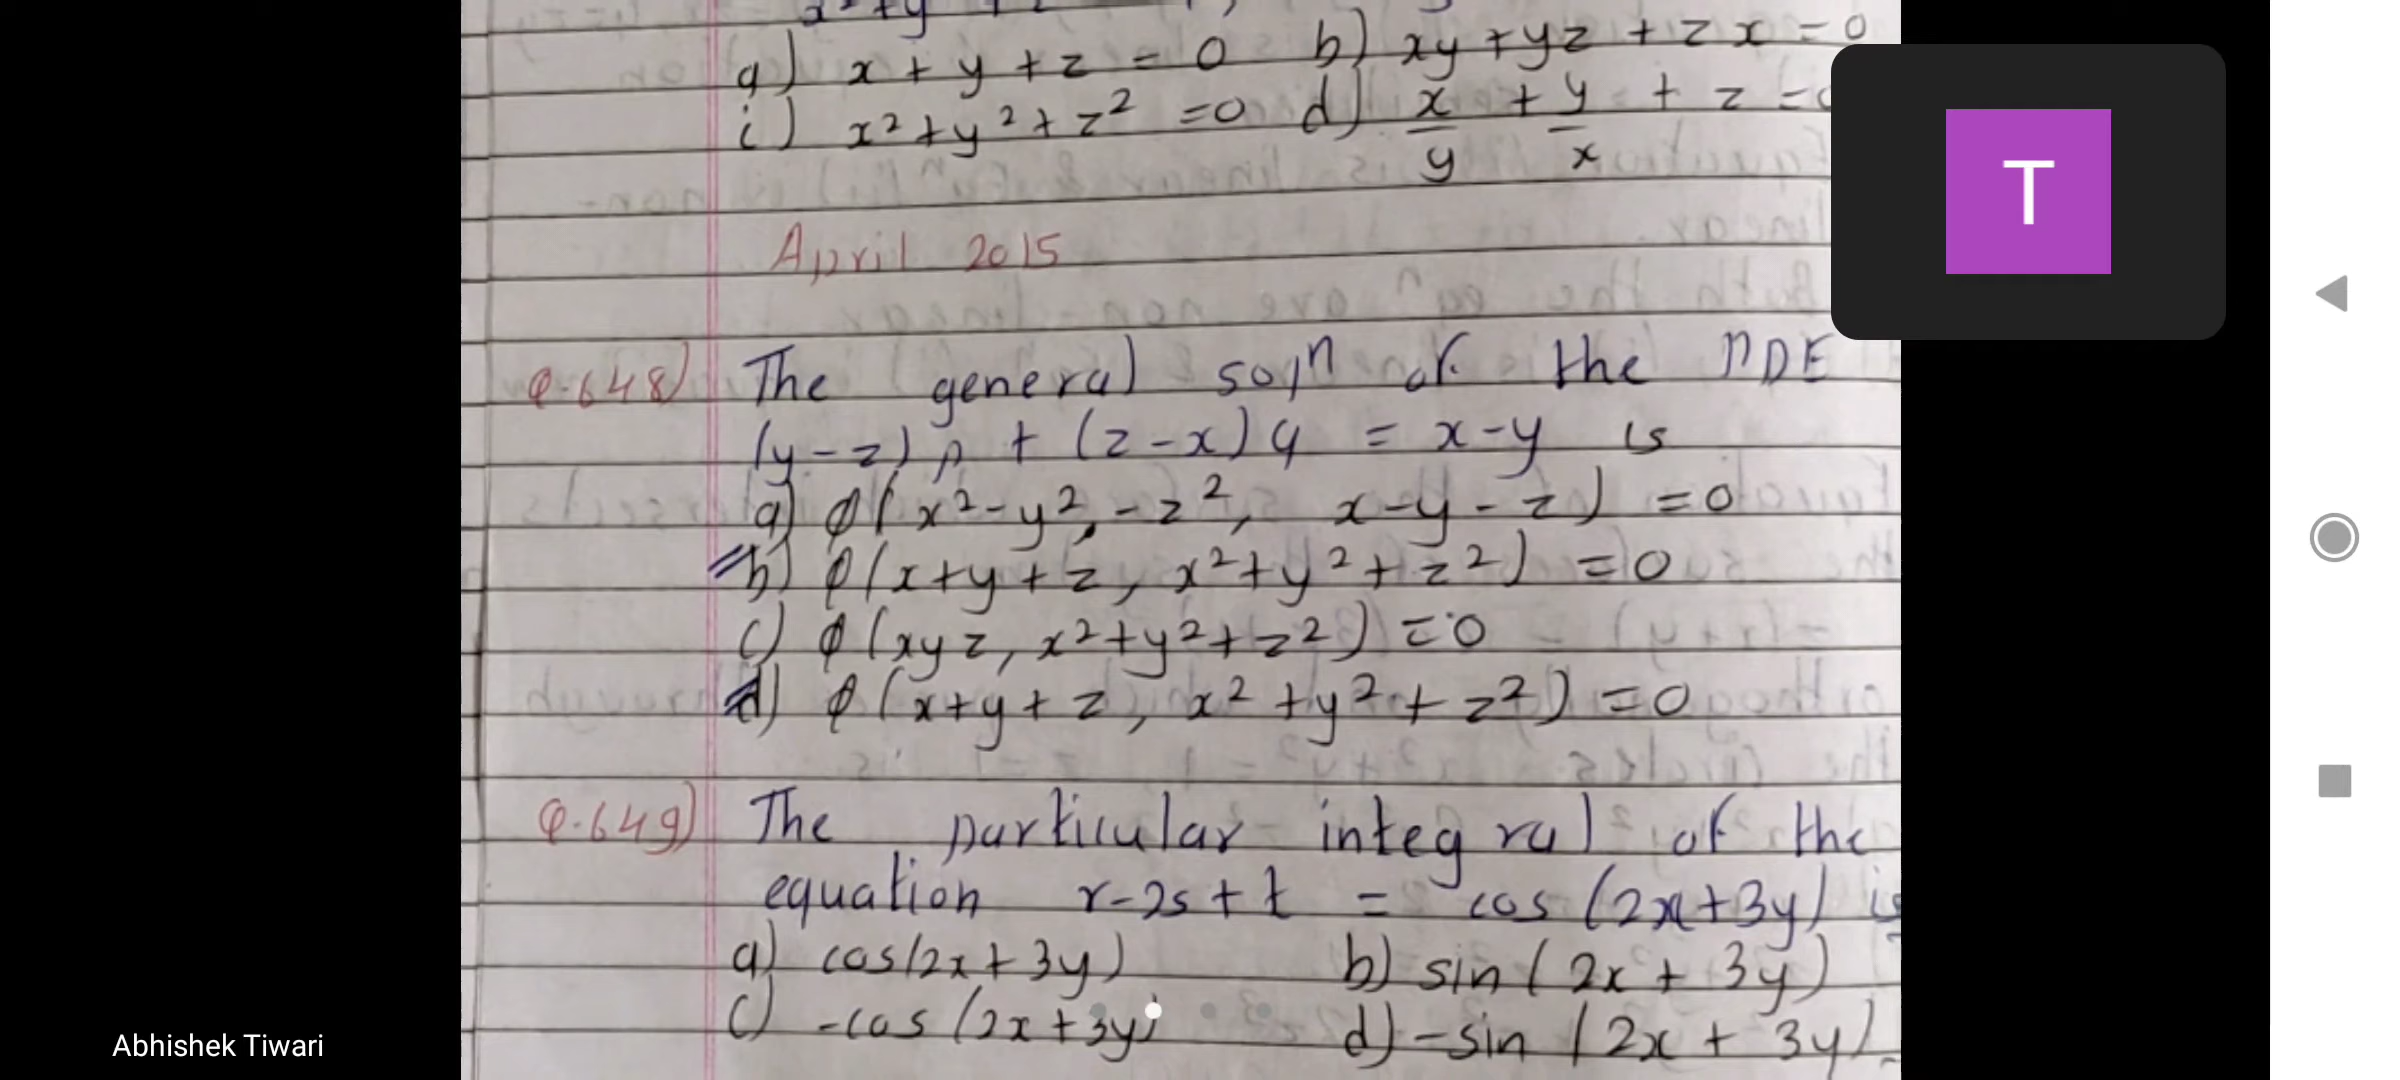 a) x + y + z = 0 b) xy + yz + zx = 0
c) x² + y² + z² = 0 d) x/y + y/x + z =
T
April 2015
Q.648) The general solⁿ of the PDE
(y-z)p + (z-x)q = x-y is
a) φ(x²-y²-z², x-y-z) = 0
b) φ(x+y+z, x²+y²+z²) = 0
c) φ(xyz, x²+y²+z²) = 0
d) φ(x+y+z, x²+y²+z²) = 0
Q.649) The particular integral of the
equation r-2s+t = cos(2x+3y) is
a) cos(2x+3y) b) sin(2x+3y)
c) -cos(2x+3y) d) -sin(2x+3y)
Abhishek Tiwari